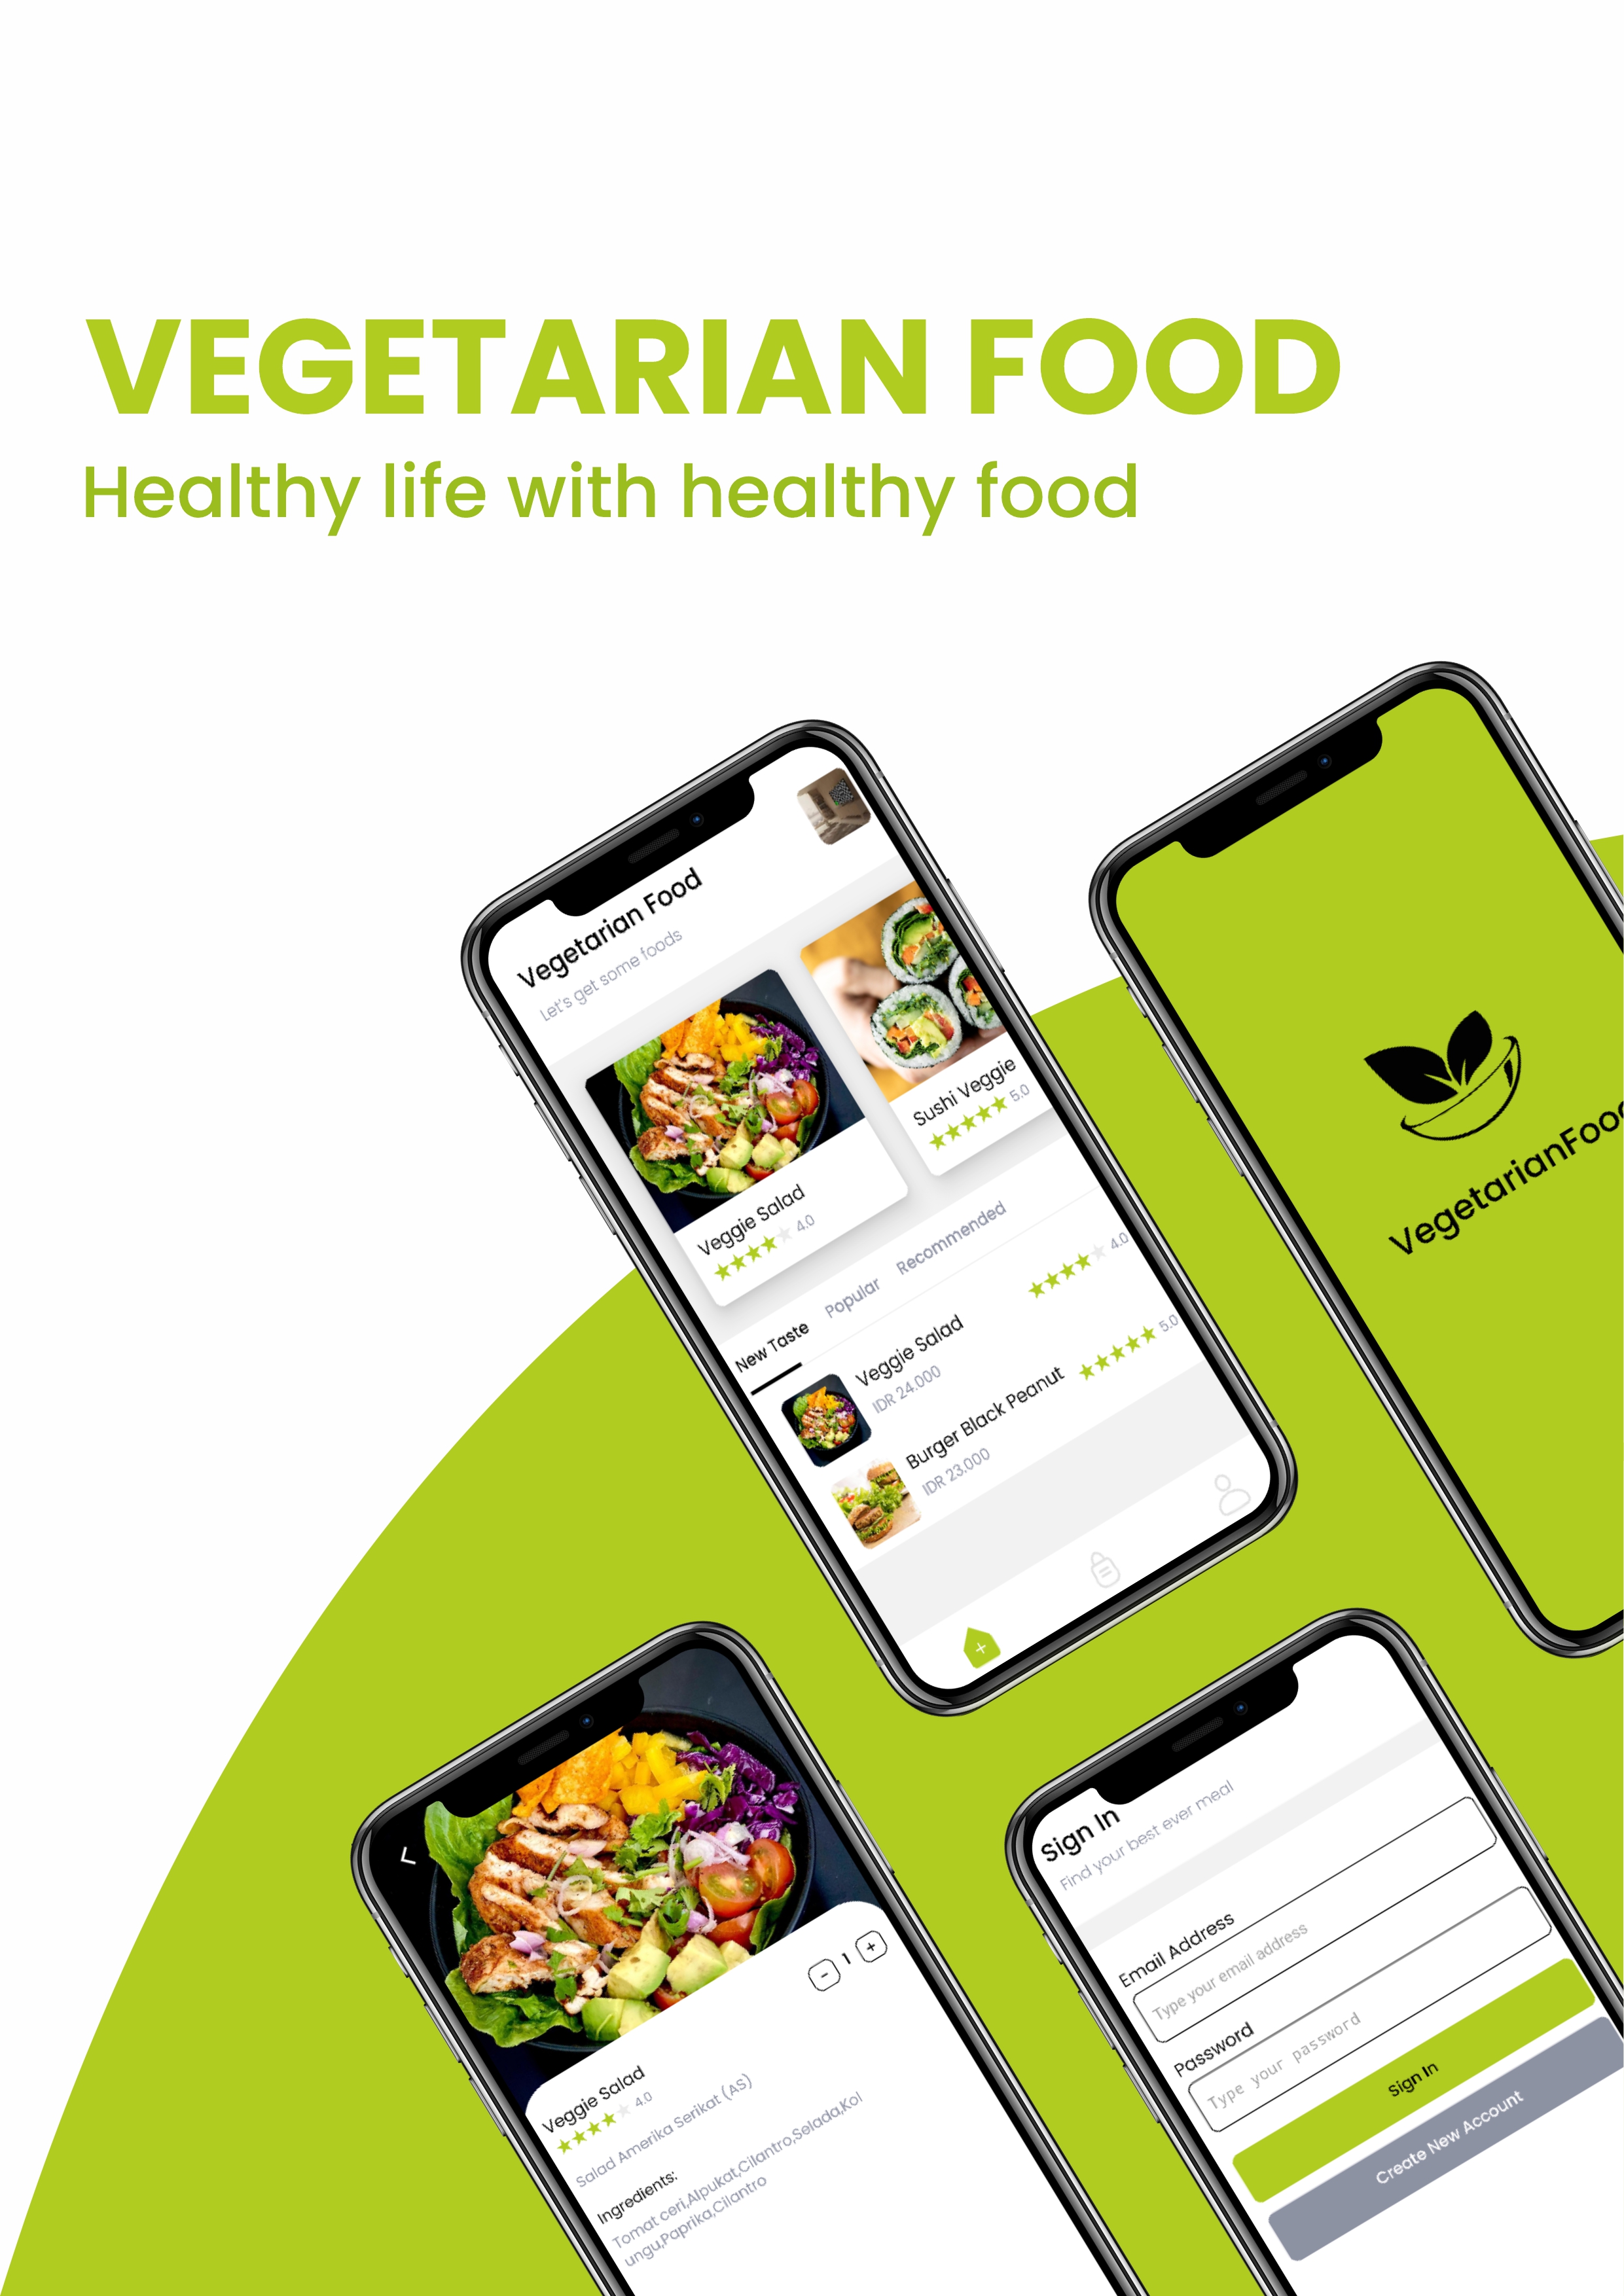 VEGETARIAN FOOD
Healthy life with healthy food
Vegetarian Food
Let's get some foods
Veggie Salad
4.0
Sushi Veggie
5.0
New Taste
Popular
Recommended
Veggie Salad
IDR 24.000
4.0
Burger Black Peanut
IDR 23.000
5.0
VegetarianFoo
Veggie Salad
4.0
Salad Amerika Serikat (AS)
Ingredients:
Tomat ceri,Alpukat,Cilantro,Selada,Kol
ungu,Paprika,Cilantro
1
Sign In
Find your best ever meal
Email Address
Type your email address
Password
Type your password
Sign In
Create New Account